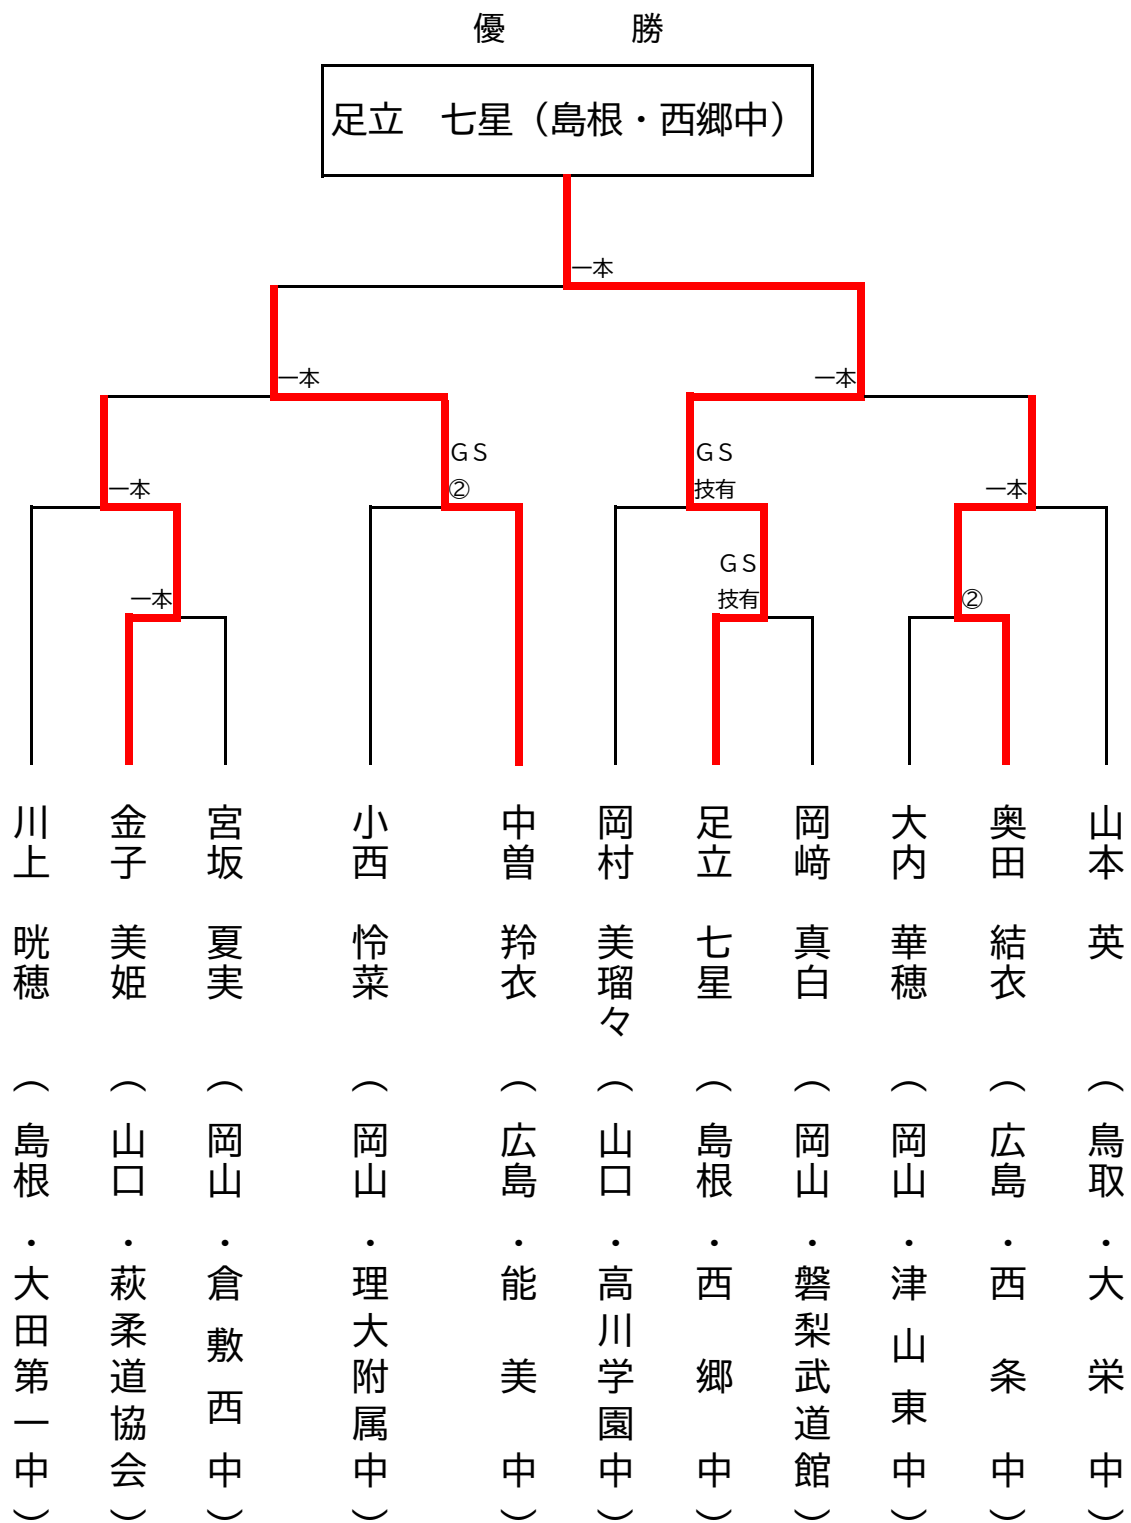 優　勝
足立　七星（島根・西郷中）
一本
一本
一本
ＧＳ
②
ＧＳ
技有
一本
一本
一本
ＧＳ
技有
②
川上　晄穂（島根・大田第一中）
金子　美姫（山口・萩柔道協会）
宮坂　夏実（岡山・倉敷西中）
小西　怜菜（岡山・理大附属中）
中曽　羚衣（広島・能美中）
岡村　美瑠々（山口・高川学園中）
足立　七星（島根・西郷中）
岡﨑　真白（岡山・磐梨武道館）
大内　華穂（岡山・津山東中）
奥田　結衣（広島・西条中）
山本　英（鳥取・大栄中）